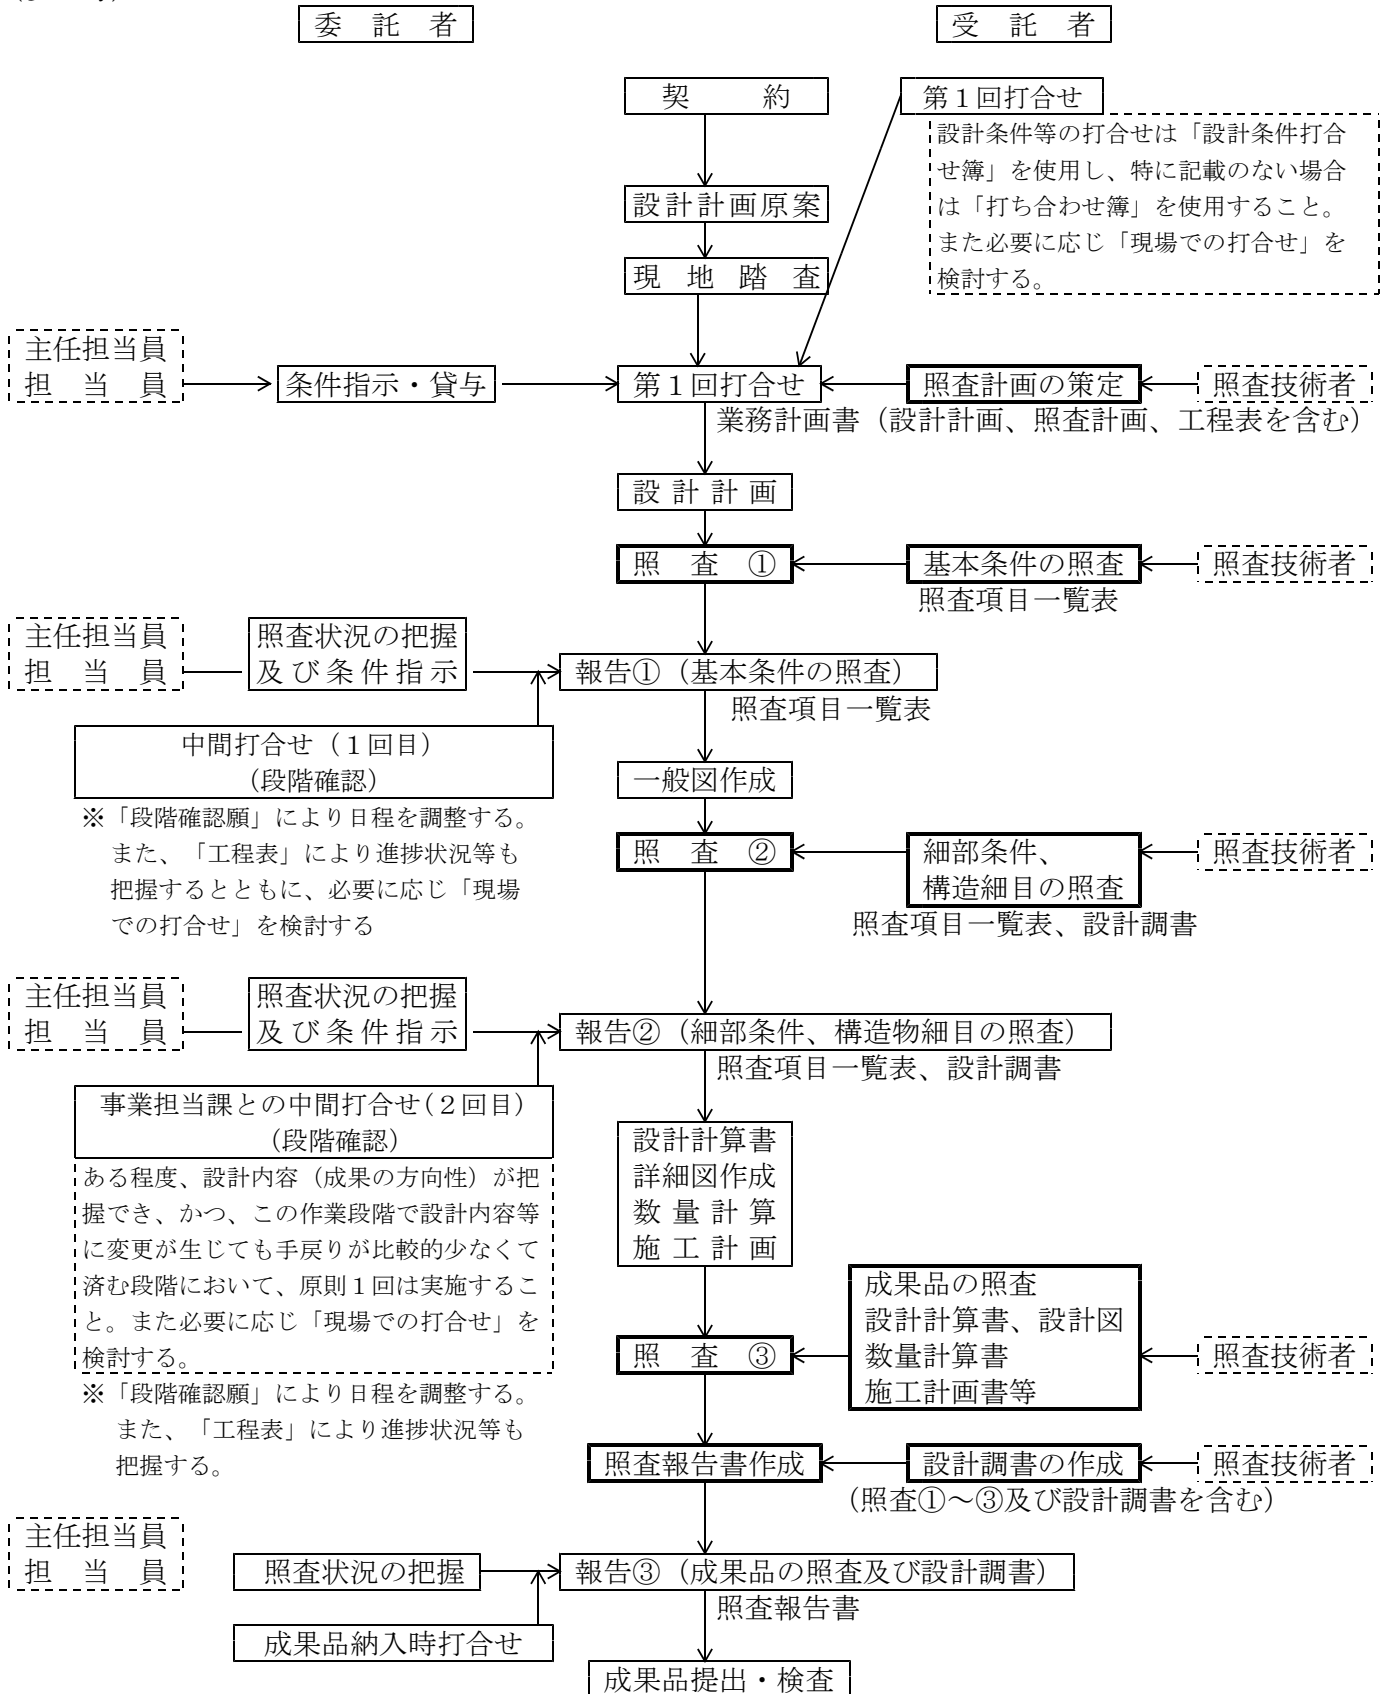 委託者
受託者
契約
第１回打合せ
設計条件等の打合せは「設計条件打合
せ簿」を使用し、特に記載のない場合
は「打ち合わせ簿」を使用すること。
また必要に応じ「現場での打合せ」を
検討する。
設計計画原案
現地踏査
主任担当員
担当員
条件指示・貸与
第１回打合せ
照査計画の策定
照査技術者
業務計画書（設計計画、照査計画、工程表を含む）
設計計画
照査①
基本条件の照査
照査技術者
照査項目一覧表
主任担当員
担当員
照査状況の把握
及び条件指示
報告①（基本条件の照査）
照査項目一覧表
中間打合せ（１回目）
（段階確認）
※「段階確認願」により日程を調整する。
また、「工程表」により進捗状況等も
把握するとともに、必要に応じ「現場
での打合せ」を検討する
一般図作成
照査②
細部条件、
構造細目の照査
照査技術者
照査項目一覧表、設計調書
主任担当員
担当員
照査状況の把握
及び条件指示
報告②（細部条件、構造物細目の照査）
照査項目一覧表、設計調書
事業担当課との中間打合せ（２回目）
（段階確認）
ある程度、設計内容（成果の方向性）が把
握でき、かつ、この作業段階で設計内容等
に変更が生じても手戻りが比較的少なくて
済む段階において、原則１回は実施するこ
と。また必要に応じ「現場での打合せ」を
検討する。
※「段階確認願」により日程を調整する。
また、「工程表」により進捗状況等も
把握する。
設計計算書
詳細図作成
数量計算
施工計画
照査③
成果品の照査
設計計算書、設計図
数量計算書
施工計画書等
照査技術者
照査報告書作成
設計調書の作成
照査技術者
（照査①～③及び設計調書を含む）
主任担当員
担当員
照査状況の把握
報告③（成果品の照査及び設計調書）
照査報告書
成果品納入時打合せ
成果品提出・検査